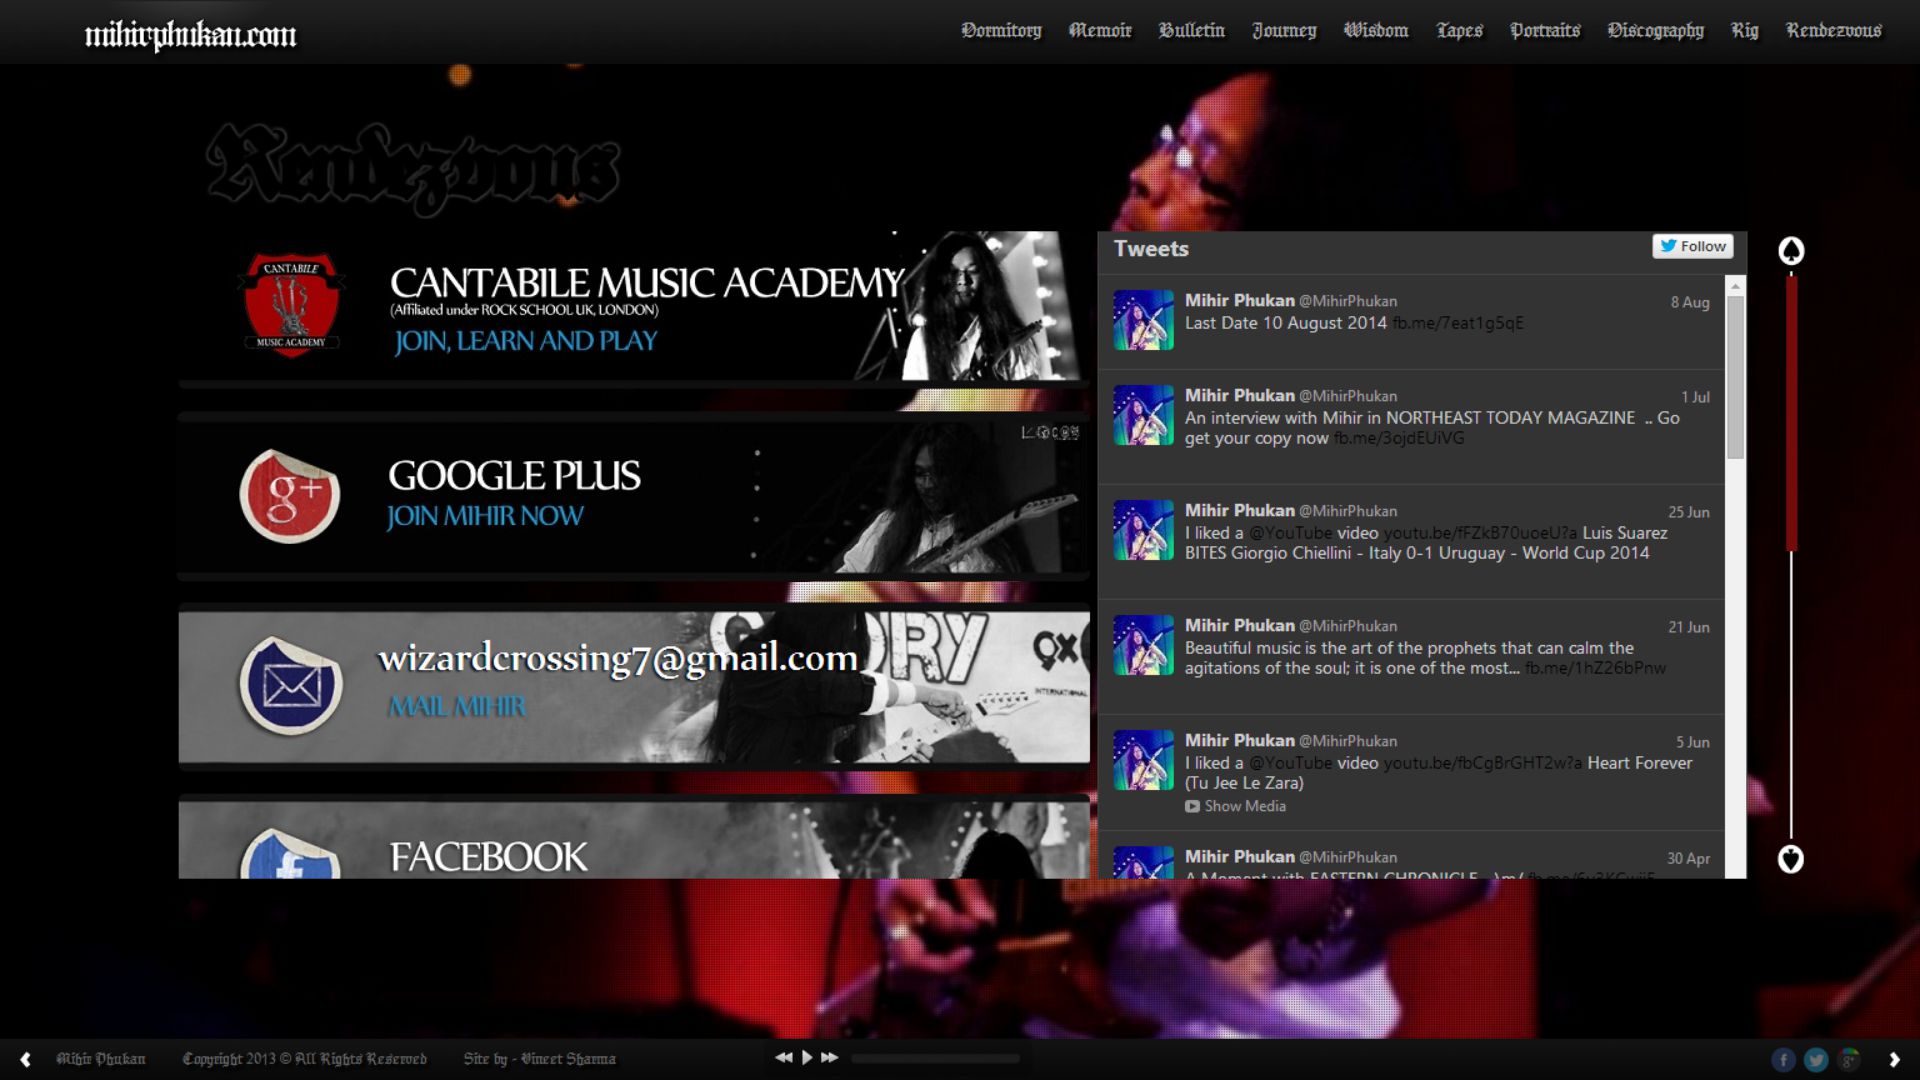 mihirphukan.com
Dormitory Memoir Bulletin Journey Wisdom Tapes Portraits Discography Rig Rendezvous
Rendezvous
CANTABILE
MUSIC ACADEMY
CANTABILE MUSIC ACADEMY
(Affiliated under ROCK SCHOOL UK, LONDON)
JOIN, LEARN AND PLAY
g+
GOOGLE PLUS
JOIN MIHIR NOW
wizardcrossing7@gmail.com
MAIL MIHIR
f
FACEBOOK
Tweets
Follow
Mihir Phukan @MihirPhukan 8 Aug
Last Date 10 August 2014 fb.me/7eat1g5qE
Mihir Phukan @MihirPhukan 1 Jul
An interview with Mihir in NORTHEAST TODAY MAGAZINE .. Go
get your copy now fb.me/3ojdEUiVG
Mihir Phukan @MihirPhukan 25 Jun
I liked a @YouTube video youtu.be/fFZkB70uoeU?a Luis Suarez
BITES Giorgio Chiellini - Italy 0-1 Uruguay - World Cup 2014
Mihir Phukan @MihirPhukan 21 Jun
Beautiful music is the art of the prophets that can calm the
agitations of the soul; it is one of the most... fb.me/1hZ26bPnw
Mihir Phukan @MihirPhukan 5 Jun
I liked a @YouTube video youtu.be/fbCgBrGHT2w?a Heart Forever
(Tu Jee Le Zara)
Show Media
Mihir Phukan @MihirPhukan 30 Apr
A Moment with EASTERN CHRONICLE
Mihir Phukan Copyright 2013 © All Rights Reserved Site by - Vineet Sharma
f g+